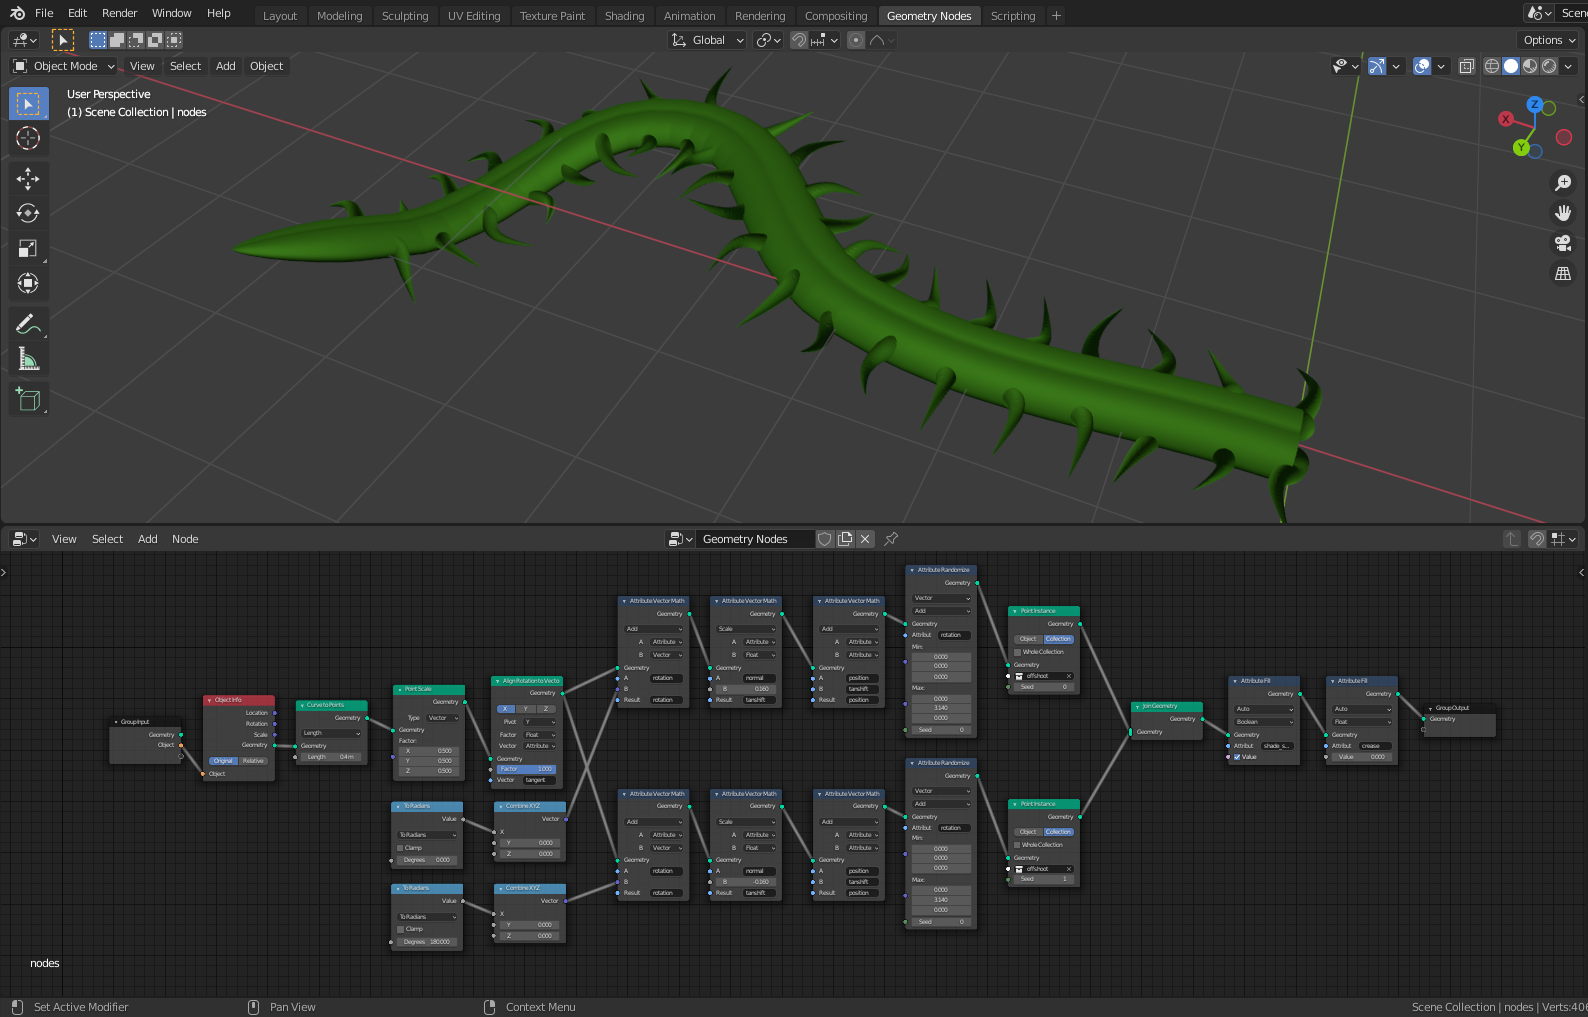 File Edit Render Window Help Layout Modeling Sculpting UV Editing Texture Paint Shading Animation Rendering Compositing Geometry Nodes Scripting + Scene
Global Options
Object Mode View Select Add Object
User Perspective
(1) Scene Collection | nodes
Z
X
Y
View Select Add Node Geometry Nodes
Group Input
Geometry
Object
Object Info
Location
Rotation
Scale
Geometry
Original Relative
Object
Curve to Points
Geometry
Length
Geometry
Length 0.4 m
Point Scale
Geometry
Type Vector
Geometry
Factor:
X 0.500
Y 0.500
Z 0.500
Align Rotation to Vecto
Geometry
X Y Z
Pivot Y
Factor Float
Vector Attribute
Geometry
Factor 1.000
Vector tangent
To Radians
Value
To Radians
Clamp
Degrees 0.000
Combine XYZ
Vector
X
Y 0.000
Z 0.000
To Radians
Value
To Radians
Clamp
Degrees 180.000
Combine XYZ
Vector
X
Y 0.000
Z 0.000
Attribute Vector Math
Geometry
Add
A Attribute
B Vector
Geometry
A rotation
B
Result rotation
Attribute Vector Math
Geometry
Scale
A Attribute
B Float
Geometry
A normal
B 0.160
Result tanshift
Attribute Vector Math
Geometry
Add
A Attribute
B Attribute
Geometry
A position
B tanshift
Result position
Attribute Randomize
Geometry
Vector
Add
Geometry
Attribut rotation
Min:
0.000
0.000
0.000
Max:
0.000
3.140
0.000
Seed 0
Point Instance
Geometry
Object Collection
Whole Collection
Geometry
offshoot
Seed 0
Attribute Vector Math
Geometry
Add
A Attribute
B Vector
Geometry
A rotation
B
Result rotation
Attribute Vector Math
Geometry
Scale
A Attribute
B Float
Geometry
A normal
B -0.160
Result tanshift
Attribute Vector Math
Geometry
Add
A Attribute
B Attribute
Geometry
A position
B tanshift
Result position
Attribute Randomize
Geometry
Vector
Add
Geometry
Attribut rotation
Min:
0.000
0.000
0.000
Max:
0.000
3.140
0.000
Seed 0
Point Instance
Geometry
Object Collection
Whole Collection
Geometry
offshoot
Seed 1
Join Geometry
Geometry
Geometry
Attribute Fill
Geometry
Auto
Boolean
Geometry
Attribut shade_s...
Value
Attribute Fill
Geometry
Auto
Float
Geometry
Attribut crease
Value 0.000
Group Output
Geometry
nodes
Set Active Modifier Pan View Context Menu Scene Collection | nodes | Verts:40